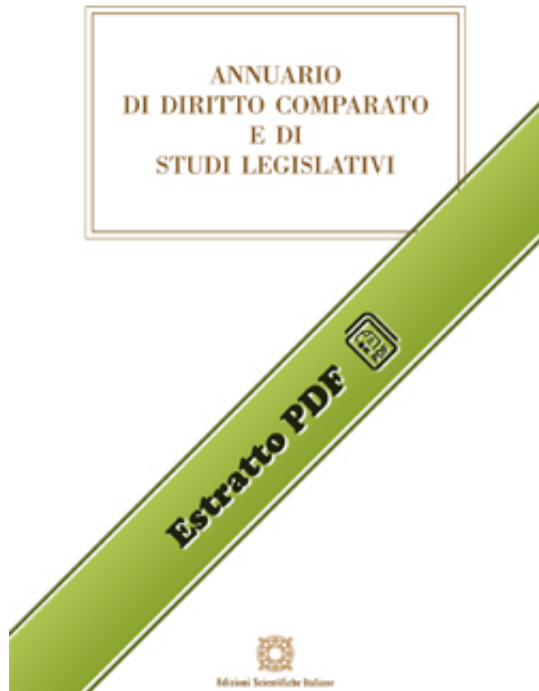 ANNUARIO
DI DIRITTO COMPARATO
E DI
STUDI LEGISLATIVI
Estratto PDF
Edizioni Scientifiche Italiane